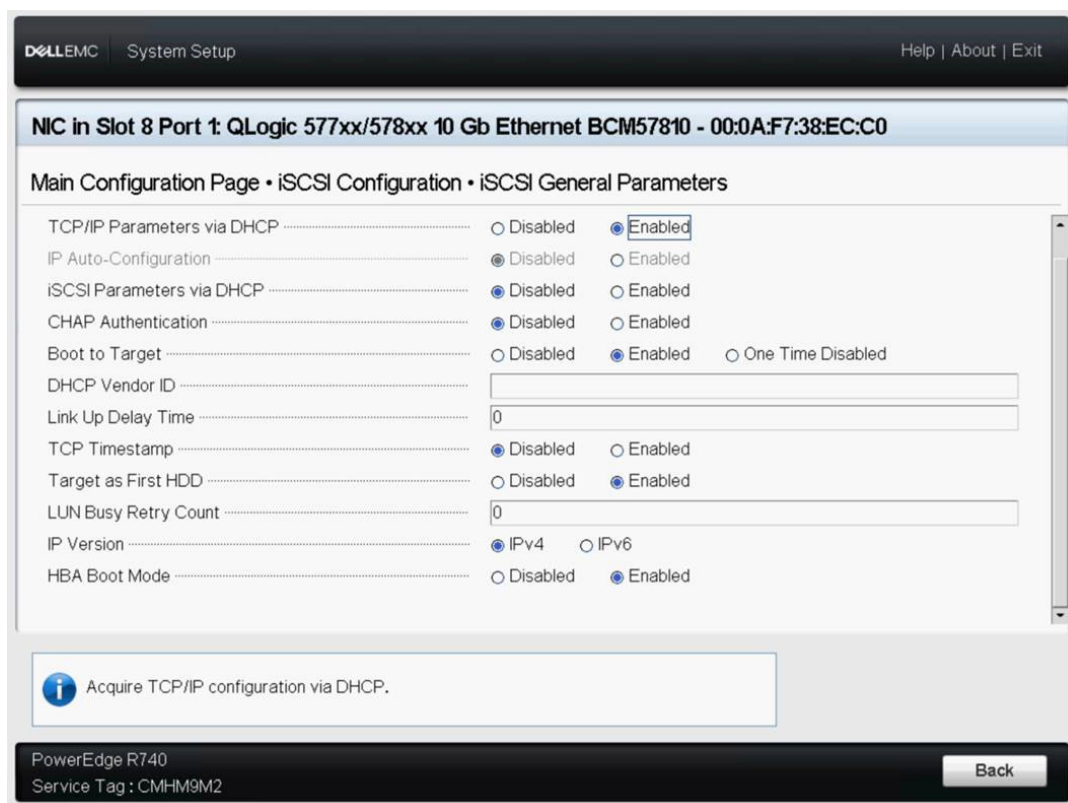 DELLEMC System Setup Help | About | Exit
NIC in Slot 8 Port 1: QLogic 577xx/578xx 10 Gb Ethernet BCM57810 - 00:0A:F7:38:EC:C0
Main Configuration Page • iSCSI Configuration • iSCSI General Parameters
TCP/IP Parameters via DHCP Disabled Enabled
IP Auto-Configuration Disabled Enabled
iSCSI Parameters via DHCP Disabled Enabled
CHAP Authentication Disabled Enabled
Boot to Target Disabled Enabled One Time Disabled
DHCP Vendor ID
Link Up Delay Time 0
TCP Timestamp Disabled Enabled
Target as First HDD Disabled Enabled
LUN Busy Retry Count 0
IP Version IPv4 IPv6
HBA Boot Mode Disabled Enabled
Acquire TCP/IP configuration via DHCP.
PowerEdge R740
Service Tag : CMHM9M2
Back